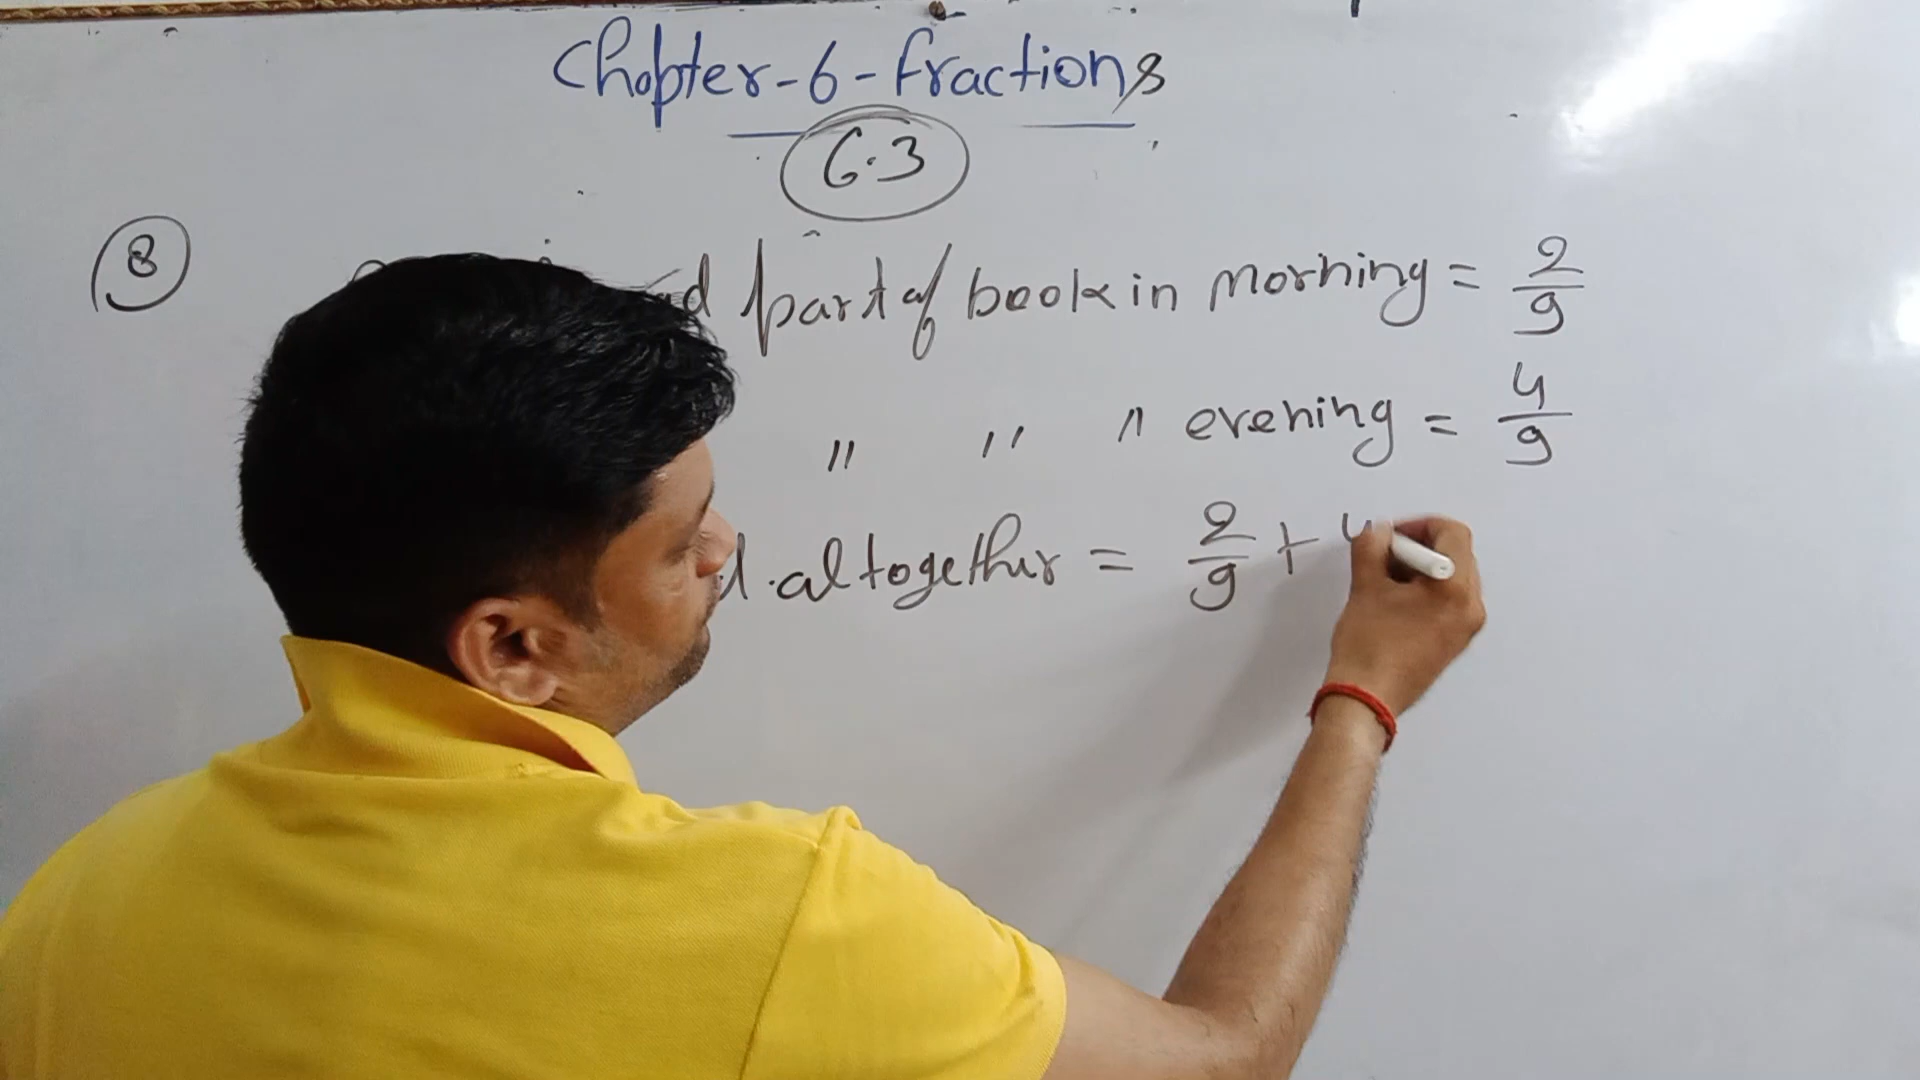 Chapter-6-fractions
6.3
8 part of book in morning = 2/9
" " " evening = 4/9
altogether = 2/9 + 4